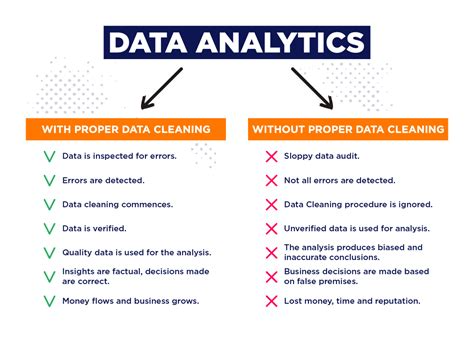 DATA ANALYTICS
WITH PROPER DATA CLEANING
Data is inspected for errors.
Errors are detected.
Data cleaning commences.
Data is verified.
Quality data is used for the analysis.
Insights are factual, decisions made
are correct.
Money flows and business grows.
WITHOUT PROPER DATA CLEANING
Sloppy data audit.
Not all errors are detected.
Data Cleaning procedure is ignored.
Unverified data is used for analysis.
The analysis produces biased and
inaccurate conclusions.
Business decisions are made based
on false premises.
Lost money, time and reputation.